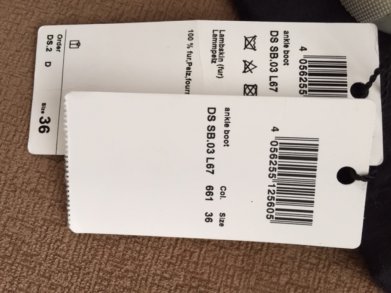 4 056255 125605
ankle boot
DS SB.03 L67
Col. Size
661 36
4 056255
ankle boot
DS SB.03 L67
Lambskin (fur)
Lammpelz
100 % fur,Pelz,fourr
Order
DS.2 D
Size 36